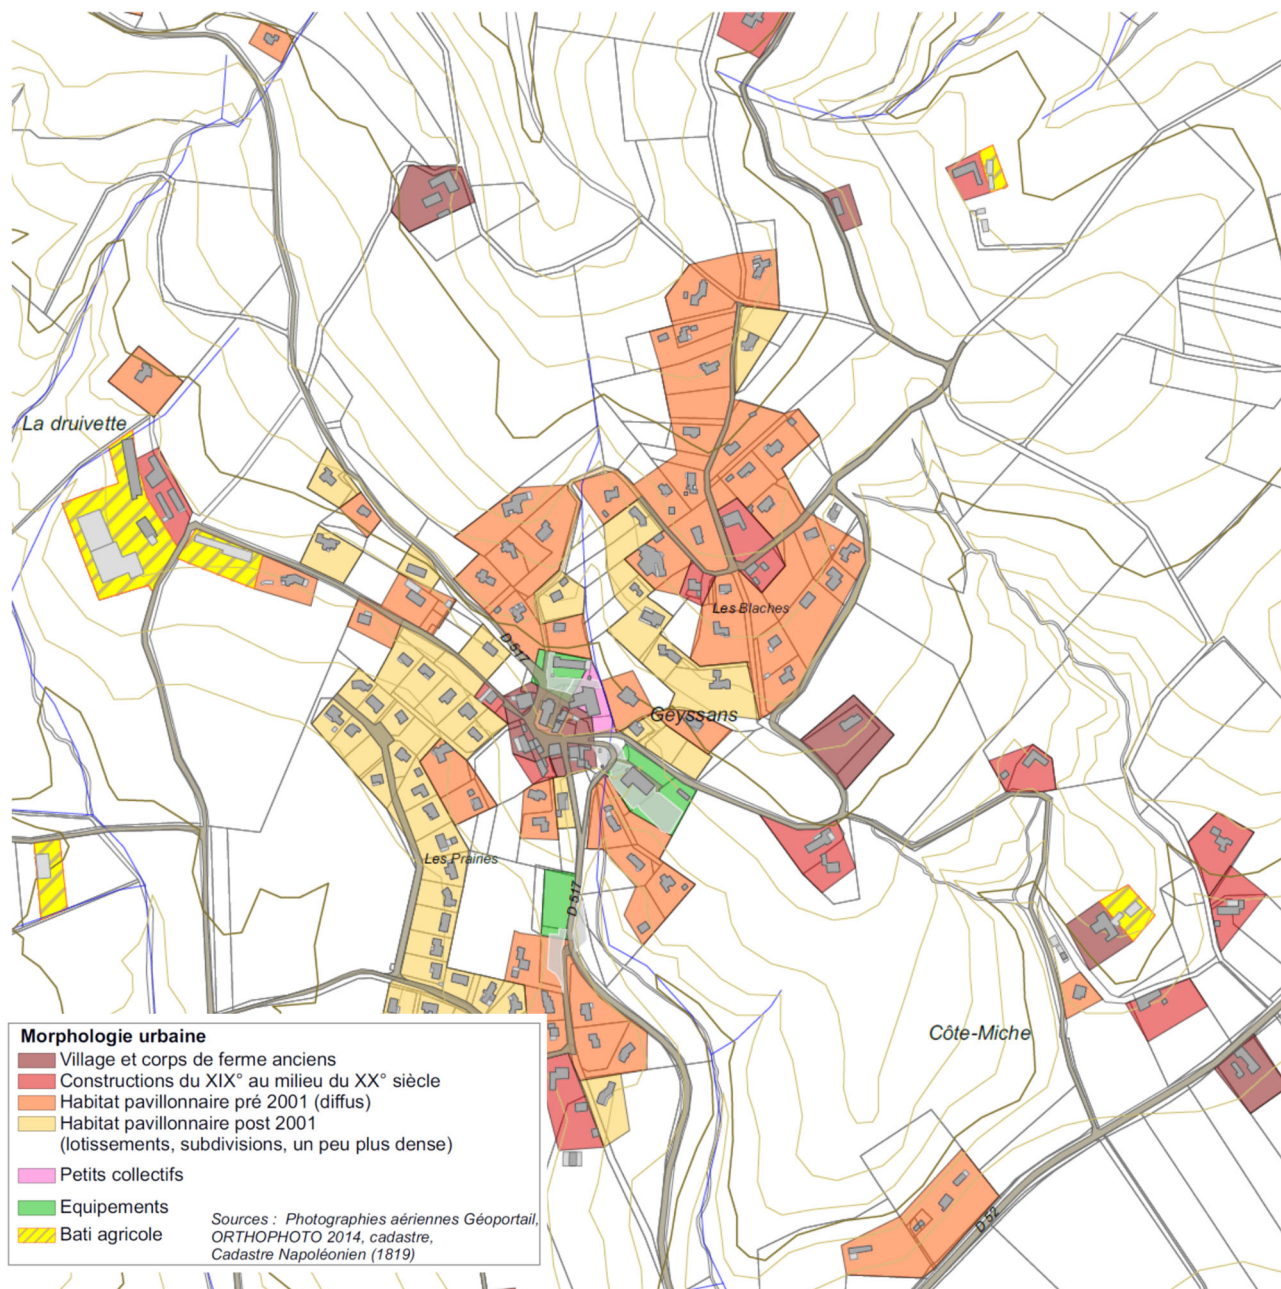 La druivette
D 517
Les Blaches
Geyssans
Les Prairies
D 517
Côte-Miche
D 52
Morphologie urbaine
Village et corps de ferme anciens
Constructions du XIX° au milieu du XX° siècle
Habitat pavillonnaire pré 2001 (diffus)
Habitat pavillonnaire post 2001
(lotissements, subdivisions, un peu plus dense)
Petits collectifs
Equipements
Bati agricole
Sources : Photographies aériennes Géoportail,
ORTHOPHOTO 2014, cadastre,
Cadastre Napoléonien (1819)